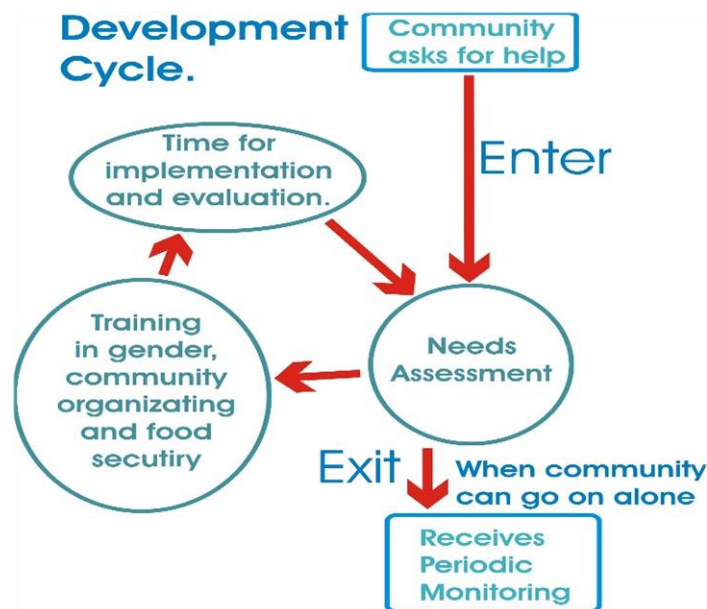 Development
Cycle.
Community
asks for help
Enter
Time for
implementation
and evaluation.
Needs
Assessment
Training
in gender,
community
organizating
and food
secutiry
Exit
When community
can go on alone
Receives
Periodic
Monitoring